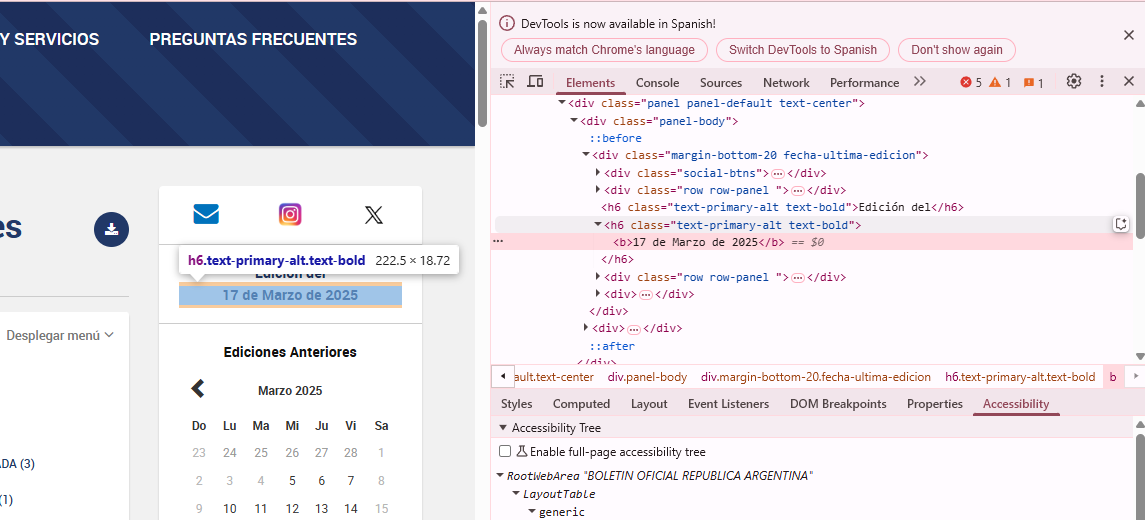 Y SERVICIOS
PREGUNTAS FRECUENTES
es
h6.text-primary-alt.text-bold 222.5 × 18.72
Edición del
17 de Marzo de 2025
Desplegar menú
Ediciones Anteriores
Marzo 2025
Do Lu Ma Mi Ju Vi Sa
23 24 25 26 27 28 1
2 3 4 5 6 7 8
9 10 11 12 13 14 15
ADA (3)
(1)
DevTools is now available in Spanish!
Always match Chrome's language
Switch DevTools to Spanish
Don't show again
Elements Console Sources Network Performance 5 1 1
<div class="panel panel-default text-center">
<div class="panel-body">
::before
<div class="margin-bottom-20 fecha-ultima-edicion">
<div class="social-btns">…</div>
<div class="row row-panel ">…</div>
<h6 class="text-primary-alt text-bold">Edición del</h6>
<h6 class="text-primary-alt text-bold">
… <b>17 de Marzo de 2025</b> == $0
</h6>
<div class="row row-panel ">…</div>
<div>…</div>
</div>
<div>…</div>
::after
</div>
ault.text-center div.panel-body div.margin-bottom-20.fecha-ultima-edicion h6.text-primary-alt.text-bold b
Styles Computed Layout Event Listeners DOM Breakpoints Properties Accessibility
Accessibility Tree
Enable full-page accessibility tree
RootWebArea "BOLETIN OFICIAL REPUBLICA ARGENTINA"
LayoutTable
generic